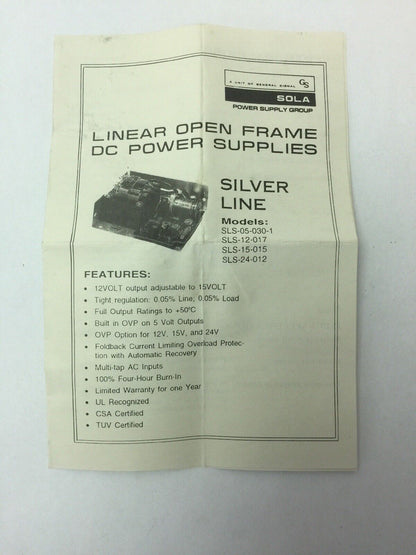 A UNIT OF GENERAL SIGNAL
GS
SOLA
POWER SUPPLY GROUP
LINEAR OPEN FRAME
DC POWER SUPPLIES
SILVER
LINE
Models:
SLS-05-030-1
SLS-12-017
SLS-15-015
SLS-24-012
FEATURES:
• 12VOLT output adjustable to 15VOLT
• Tight regulation: 0.05% Line; 0.05% Load
• Full Output Ratings to +50°C
• Built in OVP on 5 Volt Outputs
• OVP Option for 12V, 15V, and 24V
• Foldback Current Limiting Overload Protec-
tion with Automatic Recovery
• Multi-tap AC Inputs
• 100% Four-Hour Burn-In
• Limited Warranty for one Year
• UL Recognized
• CSA Certified
• TUV Certified